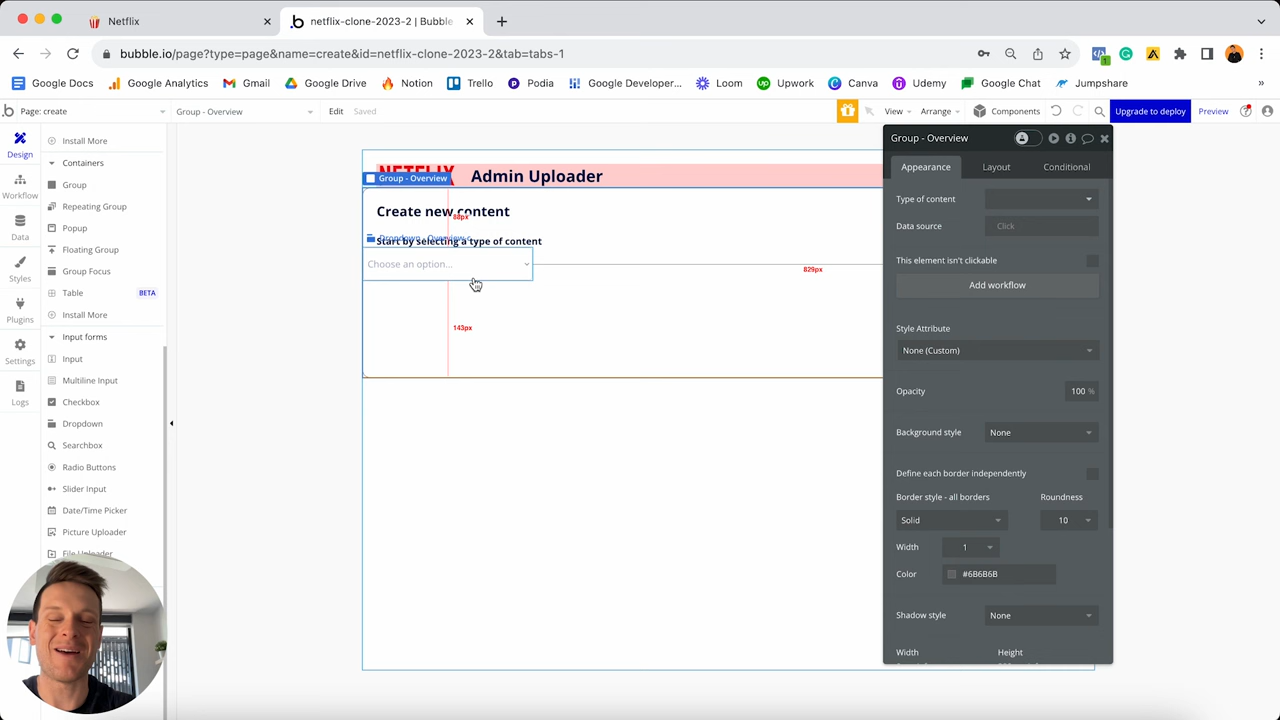 Netflix
netflix-clone-2023-2 | Bubble
bubble.io/page?type=page&name=create&id=netflix-clone-2023-2&tab=tabs-1
Google Docs Google Analytics Gmail Google Drive Notion Trello Podia Google Developer... Loom Upwork Canva Udemy Google Chat Jumpshare »
Page: create Group - Overview Edit Saved View Arrange Components Upgrade to deploy Preview
Design
Workflow
Data
Styles
Plugins
Settings
Logs
Install More
Containers
Group
Repeating Group
Popup
Floating Group
Group Focus
Table BETA
Install More
Input forms
Input
Multiline Input
Checkbox
Dropdown
Searchbox
Radio Buttons
Slider Input
Date/Time Picker
Picture Uploader
File Uploader
NETFLIX Admin Uploader
Group - Overview
Create new content
88px
Start by selecting a type of content
Choose an option...
829px
143px
Group - Overview
Appearance Layout Conditional
Type of content
Data source Click
This element isn't clickable
Add workflow
Style Attribute
None (Custom)
Opacity 100 %
Background style None
Define each border independently
Border style - all borders Roundness
Solid 10
Width 1
Color #6B6B6B
Shadow style None
Width Height